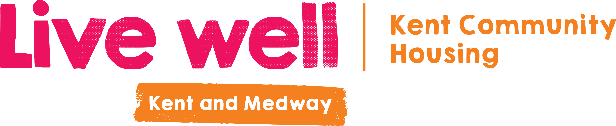 Live well
Kent and Medway
Kent Community
Housing